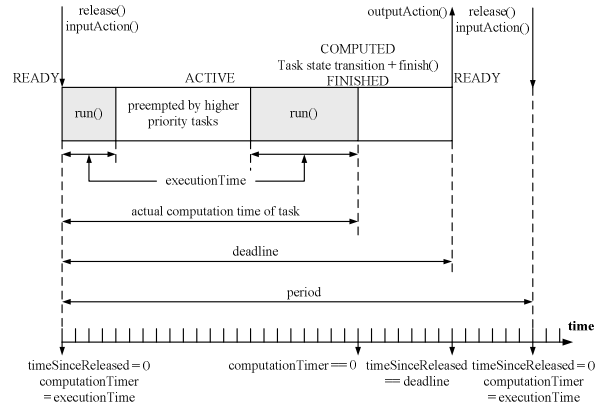 release()
inputAction()
outputAction()
release()
inputAction()
COMPUTED
Task state transition + finish()
READY
ACTIVE
FINISHED
READY
run()
preempted by higher
priority tasks
run()
executionTime
actual computation time of task
deadline
period
time
timeSinceReleased = 0
computationTimer
= executionTime
computationTimer == 0
timeSinceReleased
== deadline
timeSinceReleased = 0
computationTimer
= executionTime